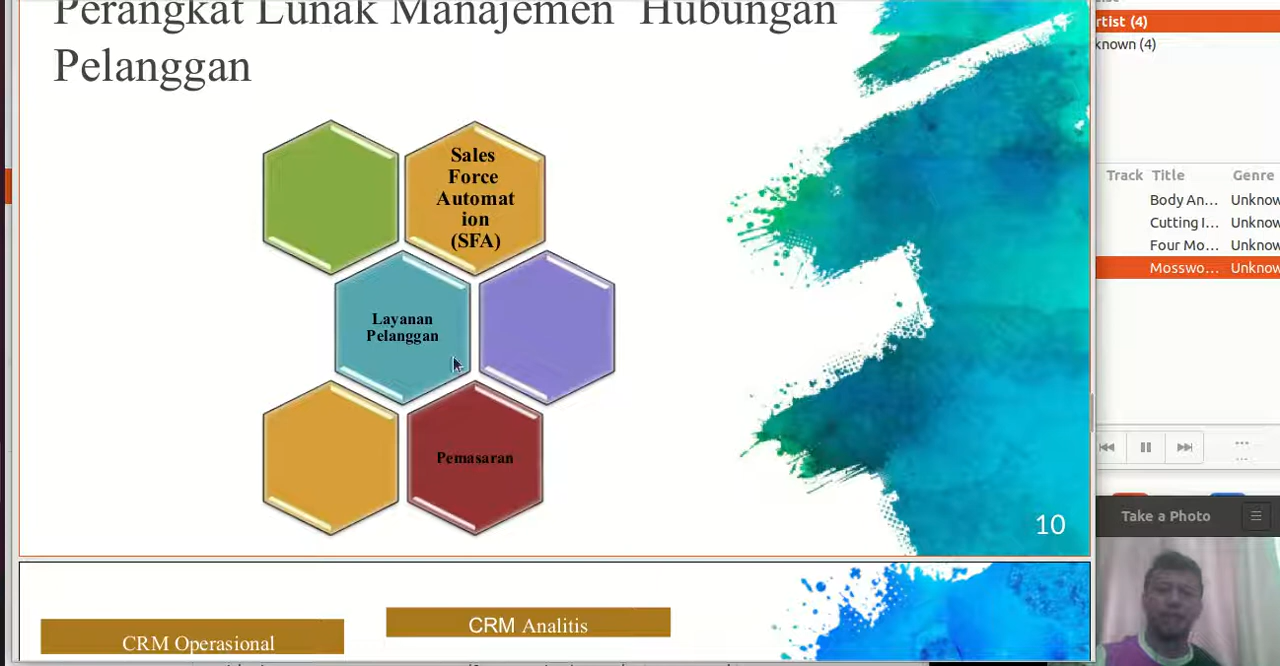 Perangkat Lunak Manajemen Hubungan
Pelanggan
Sales
Force
Automat
ion
(SFA)
Layanan
Pelanggan
Pemasaran
10
CRM Operasional
CRM Analitis
rtist (4)
known (4)
Track Title Genre
Body An... Unknow
Cutting I... Unknow
Four Mo... Unknow
Mosswo... Unknow
Take a Photo